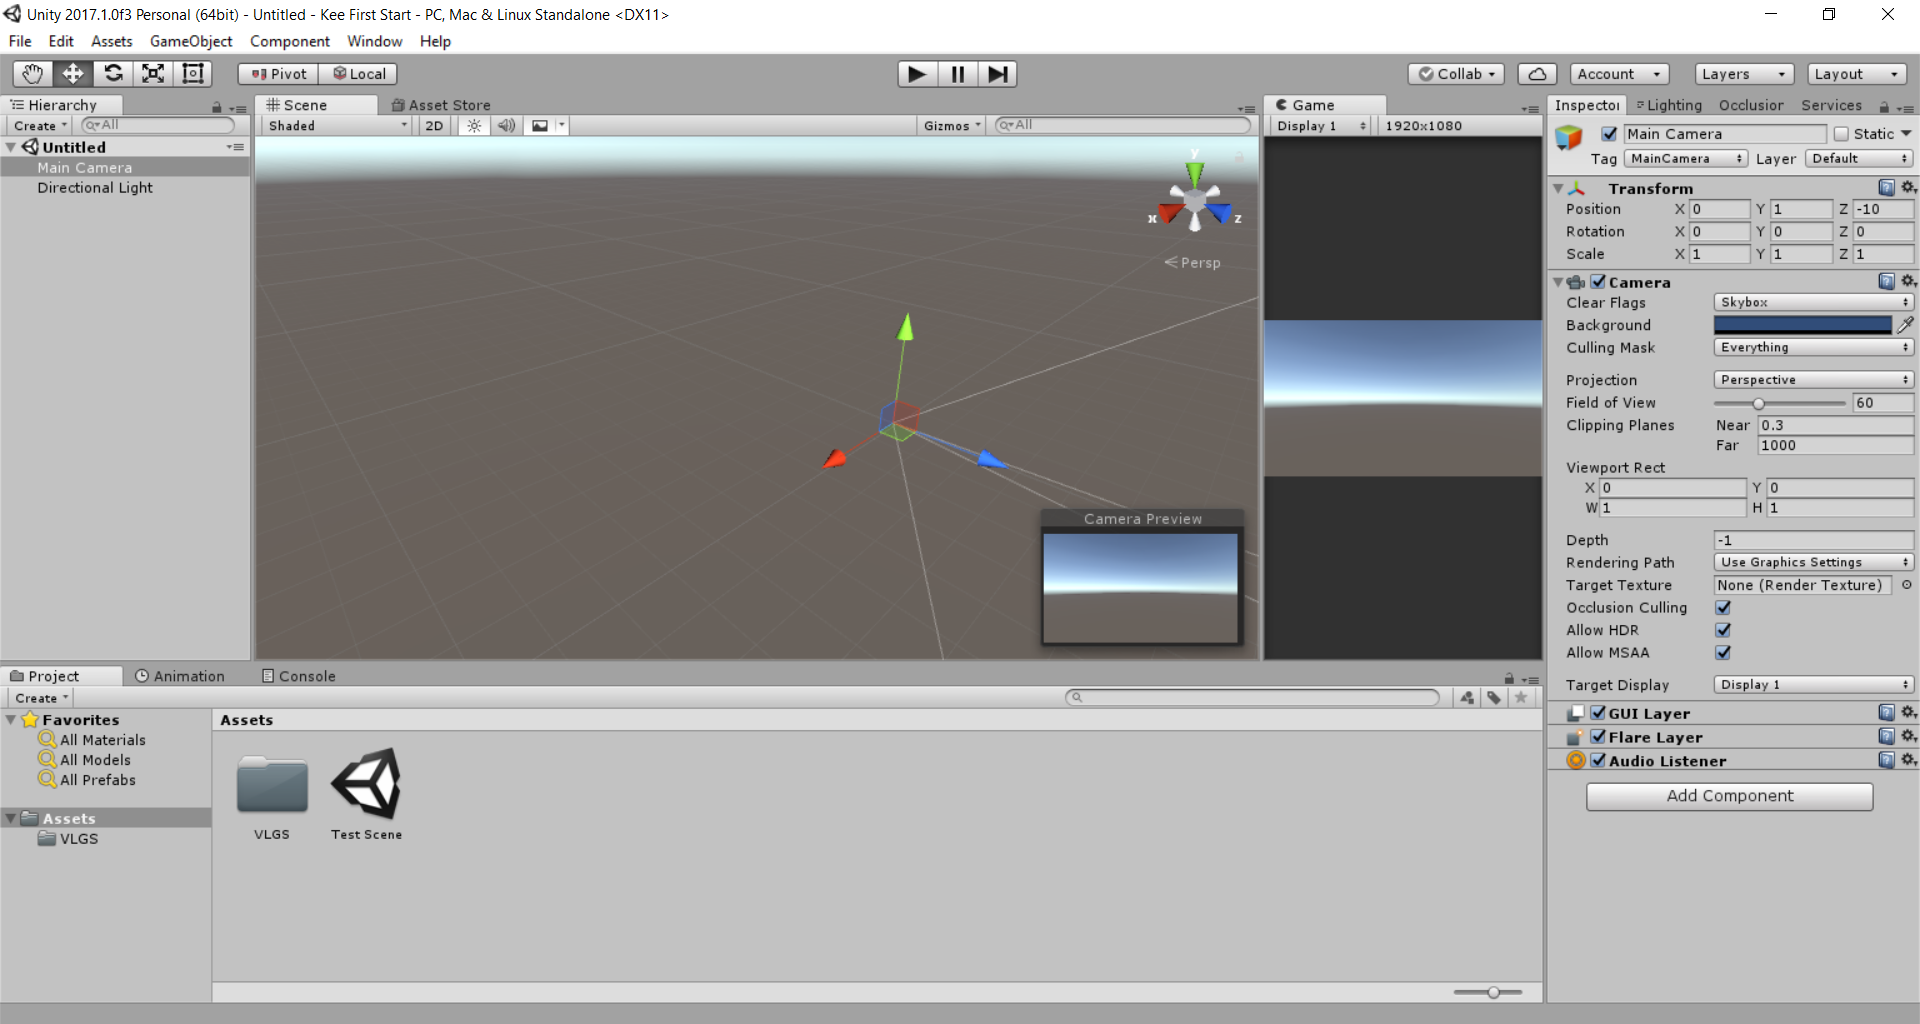 Unity 2017.1.0f3 Personal (64bit) - Untitled - Kee First Start - PC, Mac & Linux Standalone <DX11>
File Edit Assets GameObject Component Window Help
Pivot Local Collab Account Layers Layout
Hierarchy
Create All
Untitled
Main Camera
Directional Light
Scene Asset Store
Shaded 2D Gizmos All
y
x z
Persp
Camera Preview
Game
Display 1 1920x1080
Inspector Lighting Occlusion Services
Main Camera Static
Tag MainCamera Layer Default
Transform
Position X 0 Y 1 Z -10
Rotation X 0 Y 0 Z 0
Scale X 1 Y 1 Z 1
Camera
Clear Flags Skybox
Background
Culling Mask Everything
Projection Perspective
Field of View 60
Clipping Planes Near 0.3
Far 1000
Viewport Rect
X 0 Y 0
W 1 H 1
Depth -1
Rendering Path Use Graphics Settings
Target Texture None (Render Texture)
Occlusion Culling
Allow HDR
Allow MSAA
Target Display Display 1
GUI Layer
Flare Layer
Audio Listener
Add Component
Project Animation Console
Create
Favorites
All Materials
All Models
All Prefabs
Assets
VLGS
Assets
VLGS Test Scene